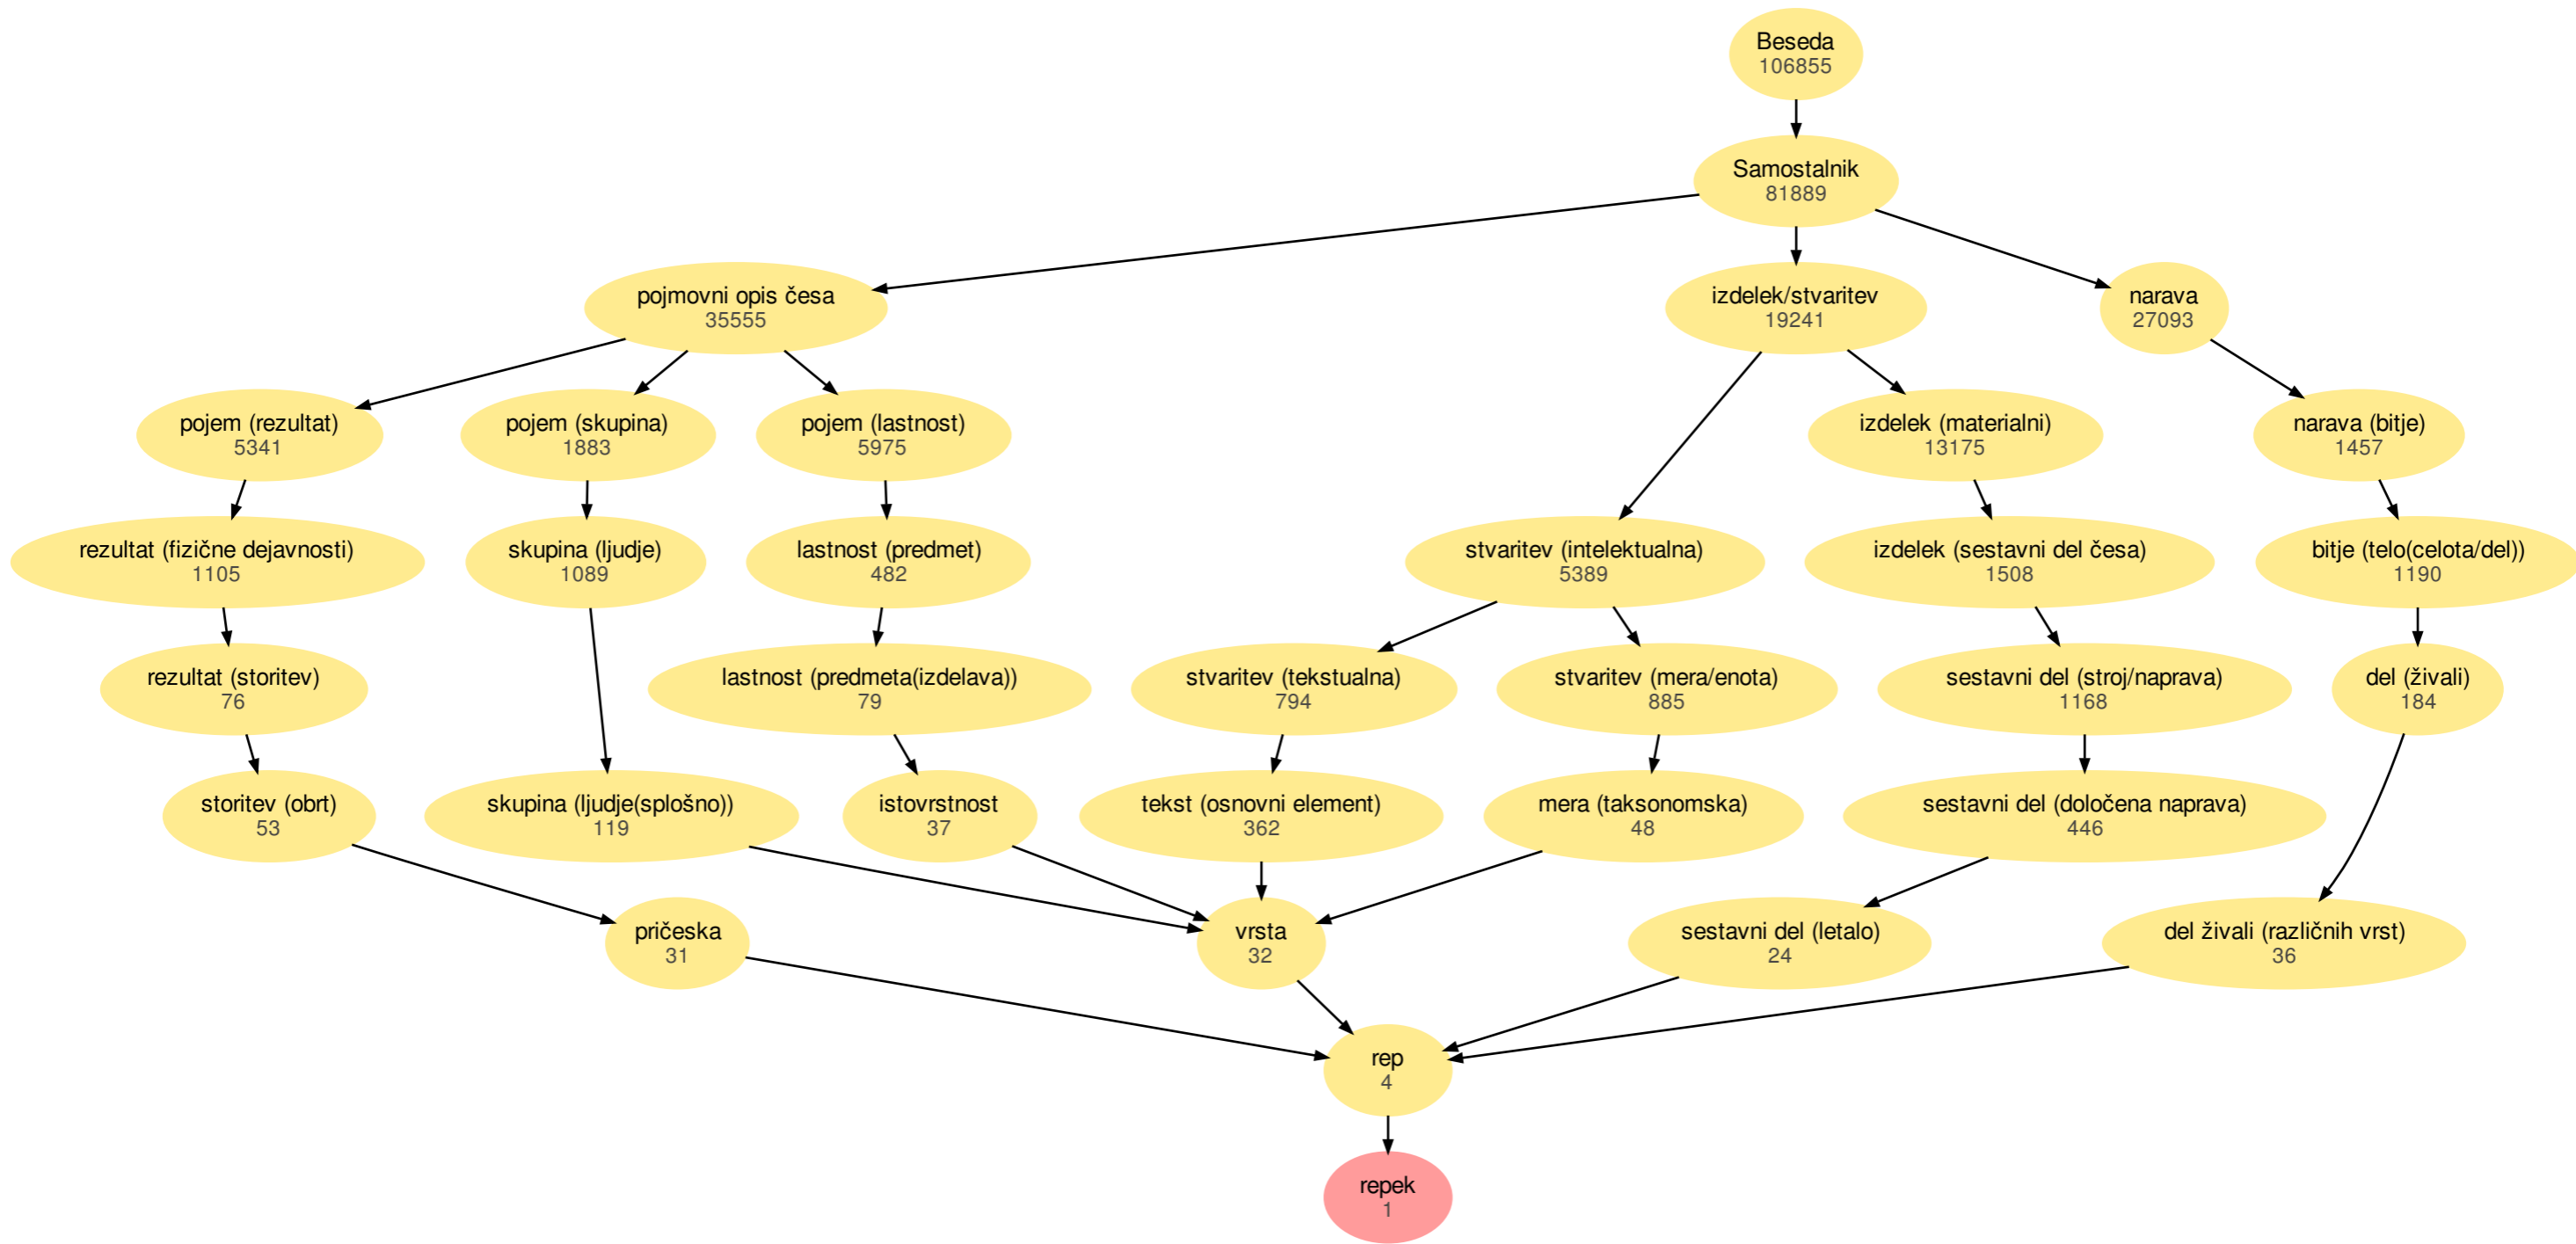 Beseda
106855
Samostalnik
81889
pojmovni opis česa
35555
izdelek/stvaritev
19241
narava
27093
pojem (rezultat)
5341
pojem (skupina)
1883
pojem (lastnost)
5975
izdelek (materialni)
13175
narava (bitje)
1457
rezultat (fizične dejavnosti)
1105
skupina (ljudje)
1089
lastnost (predmet)
482
stvaritev (intelektualna)
5389
izdelek (sestavni del česa)
1508
bitje (telo(celota/del))
1190
rezultat (storitev)
76
lastnost (predmeta(izdelava))
79
stvaritev (tekstualna)
794
stvaritev (mera/enota)
885
sestavni del (stroj/naprava)
1168
del (živali)
184
storitev (obrt)
53
skupina (ljudje(splošno))
119
istovrstnost
37
tekst (osnovni element)
362
mera (taksonomska)
48
sestavni del (določena naprava)
446
pričeska
31
vrsta
32
sestavni del (letalo)
24
del živali (različnih vrst)
36
rep
4
repek
1